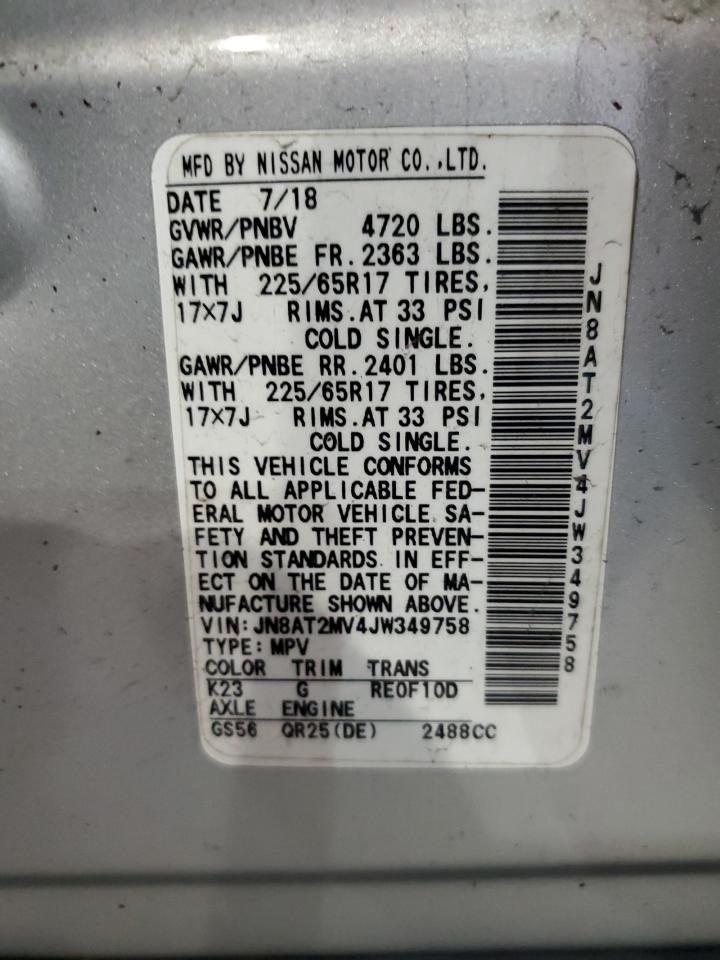 MFD BY NISSAN MOTOR CO.,LTD.
DATE 7/18
GVWR/PNBV 4720 LBS.
GAWR/PNBE FR.2363 LBS.
WITH 225/65R17 TIRES,
17×7J RIMS.AT 33 PSI
COLD SINGLE.
GAWR/PNBE RR.2401 LBS.
WITH 225/65R17 TIRES,
17×7J RIMS.AT 33 PSI
COLD SINGLE.
THIS VEHICLE CONFORMS
TO ALL APPLICABLE FED-
ERAL MOTOR VEHICLE SA-
FETY AND THEFT PREVEN-
TION STANDARDS IN EFF-
ECT ON THE DATE OF MA-
NUFACTURE SHOWN ABOVE.
VIN:JN8AT2MV4JW349758
TYPE:MPV
COLOR TRIM TRANS
K23 G RE0F10D
AXLE ENGINE
GS56 QR25(DE) 2488CC
JN8AT2MV4JW349758